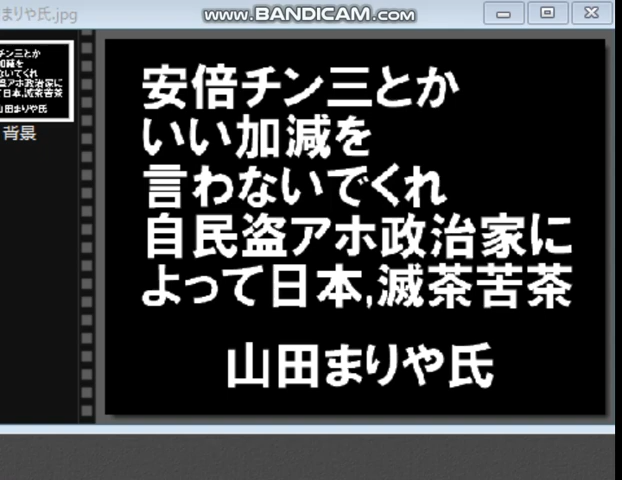 まりや氏.jpg
www.BANDICAM.com
背景
安倍チン三とか
いい加減を
言わないでくれ
自民盗アホ政治家に
よって日本,滅茶苦茶
山田まりや氏